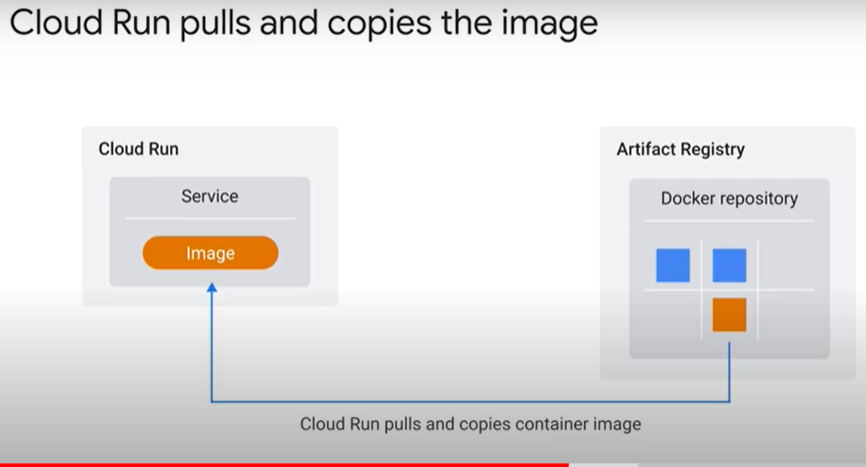 Cloud Run pulls and copies the image
Cloud Run
Service
Image
Artifact Registry
Docker repository
Cloud Run pulls and copies container image